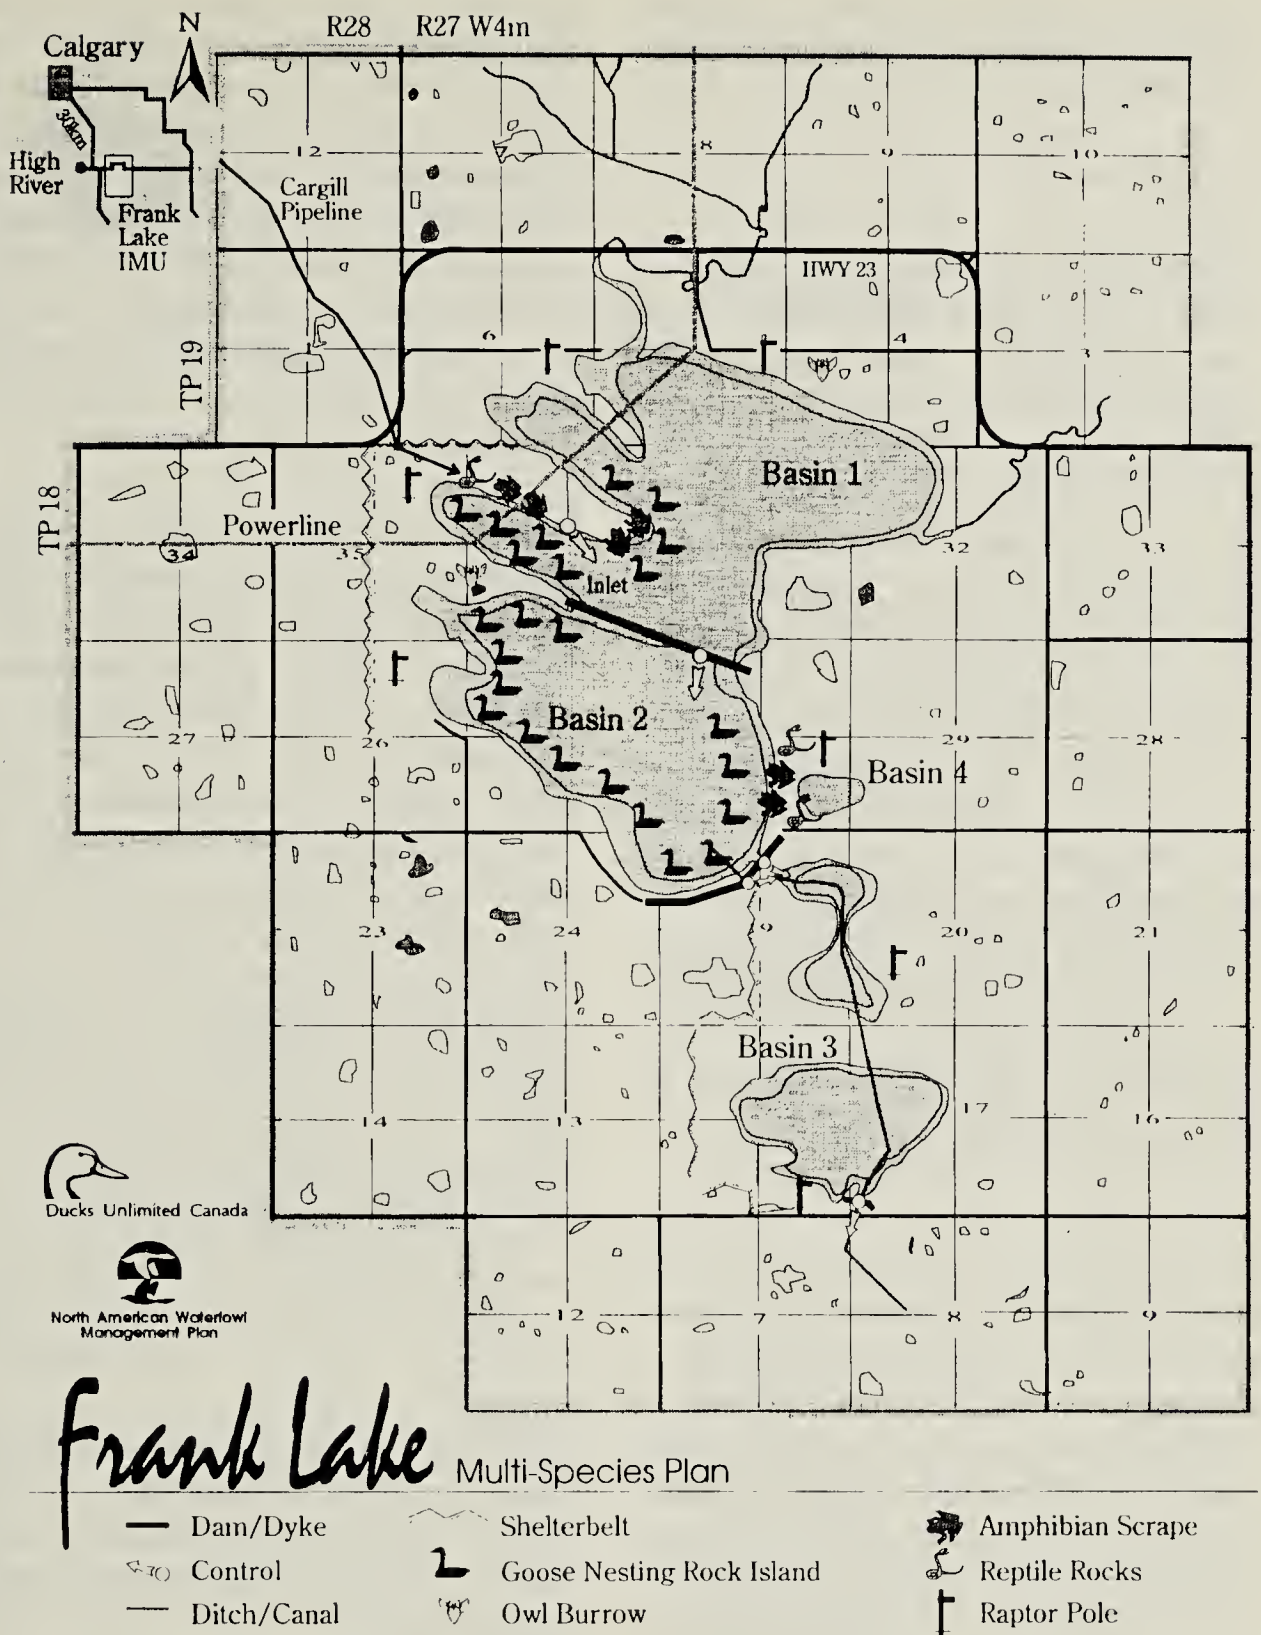 N
R28 R27 W4m
Calgary
30km
High
River
Frank
Lake
IMU
12
8
9
10
Cargill
Pipeline
HWY 23
TP 19
6
4
3
Basin 1
TP 18
Powerline
34
35
32
33
Inlet
Basin 2
27
26
29
28
Basin 4
23
24
20
21
Basin 3
14
13
17
16
Ducks Unlimited Canada
North American Waterfowl
Management Plan
12
7
8
9
Frank Lake Multi-Species Plan
Dam/Dyke
Shelterbelt
Amphibian Scrape
Control
Goose Nesting Rock Island
Reptile Rocks
Ditch/Canal
Owl Burrow
Raptor Pole